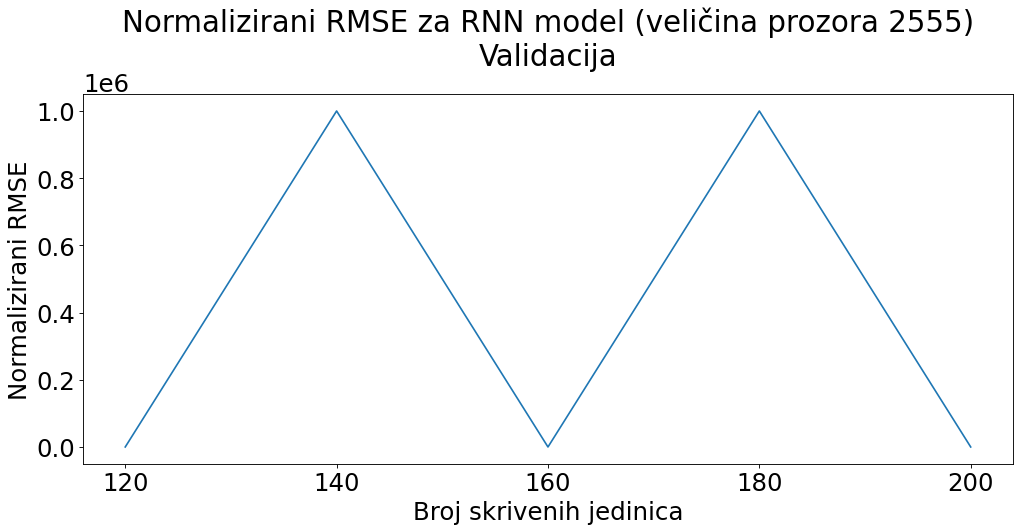 Normalizirani RMSE za RNN model (veličina prozora 2555)
Validacija
1e6
1.0
0.8
0.6
0.4
0.2
0.0
Normalizirani RMSE
120 140 160 180 200
Broj skrivenih jedinica